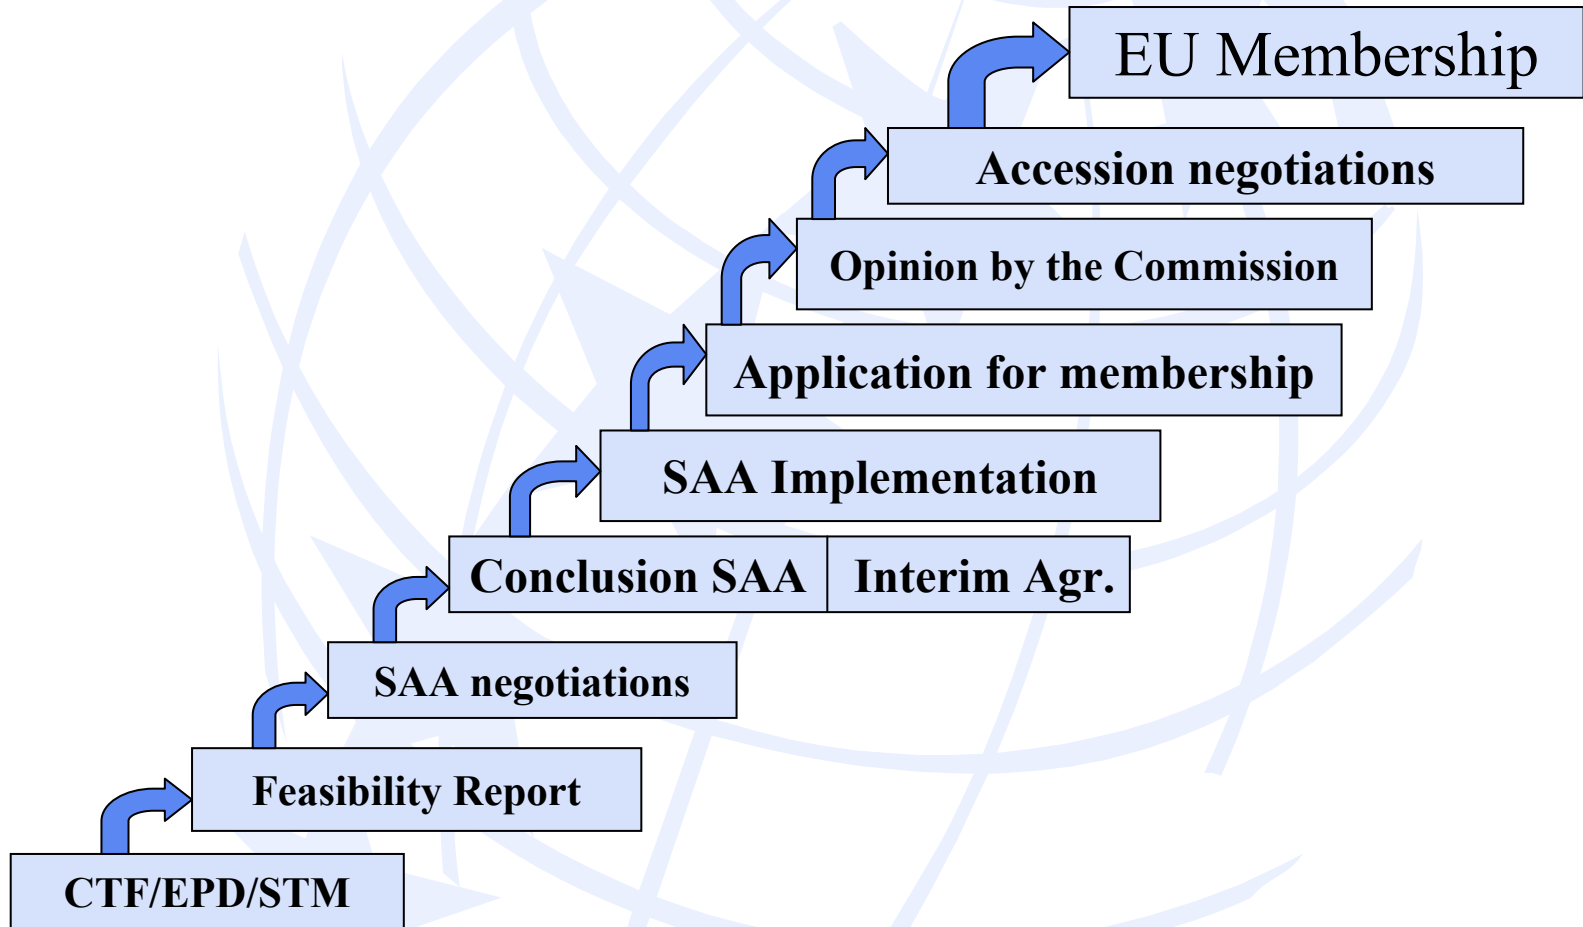 EU Membership
Accession negotiations
Opinion by the Commission
Application for membership
SAA Implementation
Conclusion SAA Interim Agr.
SAA negotiations
Feasibility Report
CTF/EPD/STM